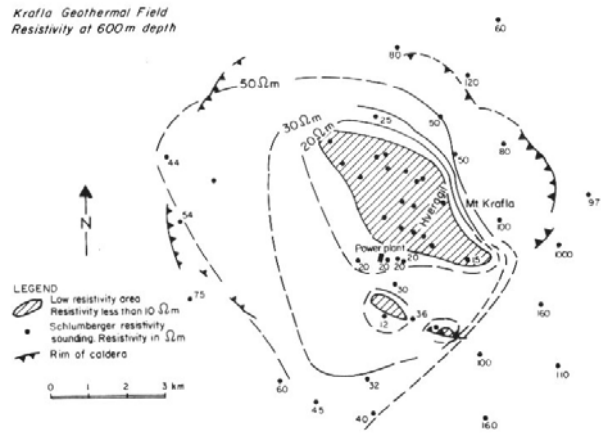 Krafla Geothermal Field
Resistivity at 600 m depth
60
80
120
50 Ωm
30 Ωm
20 Ωm
25
50
50
80
44
97
Hveragil
Mt Krafla
54
100
N
Power plant
1000
20 20 20 20
15
75
30
12
36
160
LEGEND
Low resistivity area
Resistivity less than 10 Ωm
Schlumberger resistivity
sounding. Resistivity in Ωm
Rim of caldera
0 1 2 3 km
100
110
60
32
45
40
160